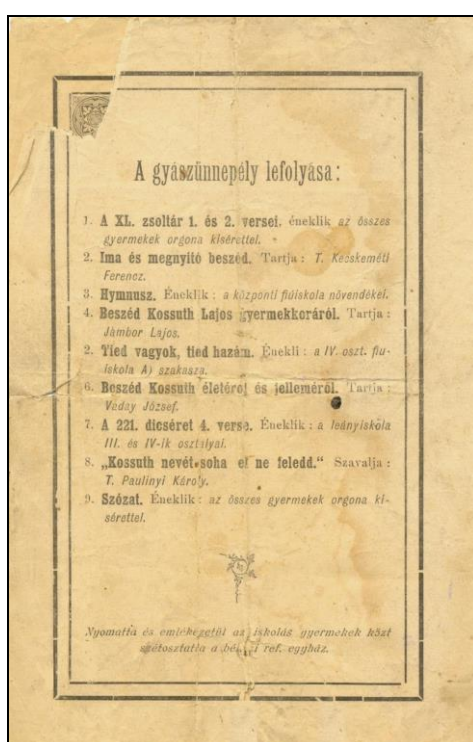 A gyászünnepély lefolyása:
1. A XL. zsoltár 1. és 2. versei, éneklik az összes
gyermekek orgona kisérettel.
2. Ima és megnyitó beszéd. Tartja: T. Kecskeméti
Ferencz.
3. Hymnusz. Éneklik: a központi fiúiskola növendékei.
4. Beszéd Kossuth Lajos gyermekkoráról. Tartja:
Jámbor Lajos.
2. Tied vagyok, tied hazám. Énekli: a IV. oszt. fiu-
iskola A) szakasza.
6. Beszéd Kossuth életéről és jelleméről. Tartja:
Veday József.
7. A 221. dicséret 4. verse. Éneklik: a leányiskola
III. és IV-ik osztályai.
8. „Kossuth nevét soha el ne feledd." Szavalja:
T. Paulinyi Károly.
9. Szózat. Éneklik: az összes gyermekek orgona ki-
sérettel.
Nyomatta és emlékezetül az iskolás gyermekek közt
szétosztatta a ref. egyház.